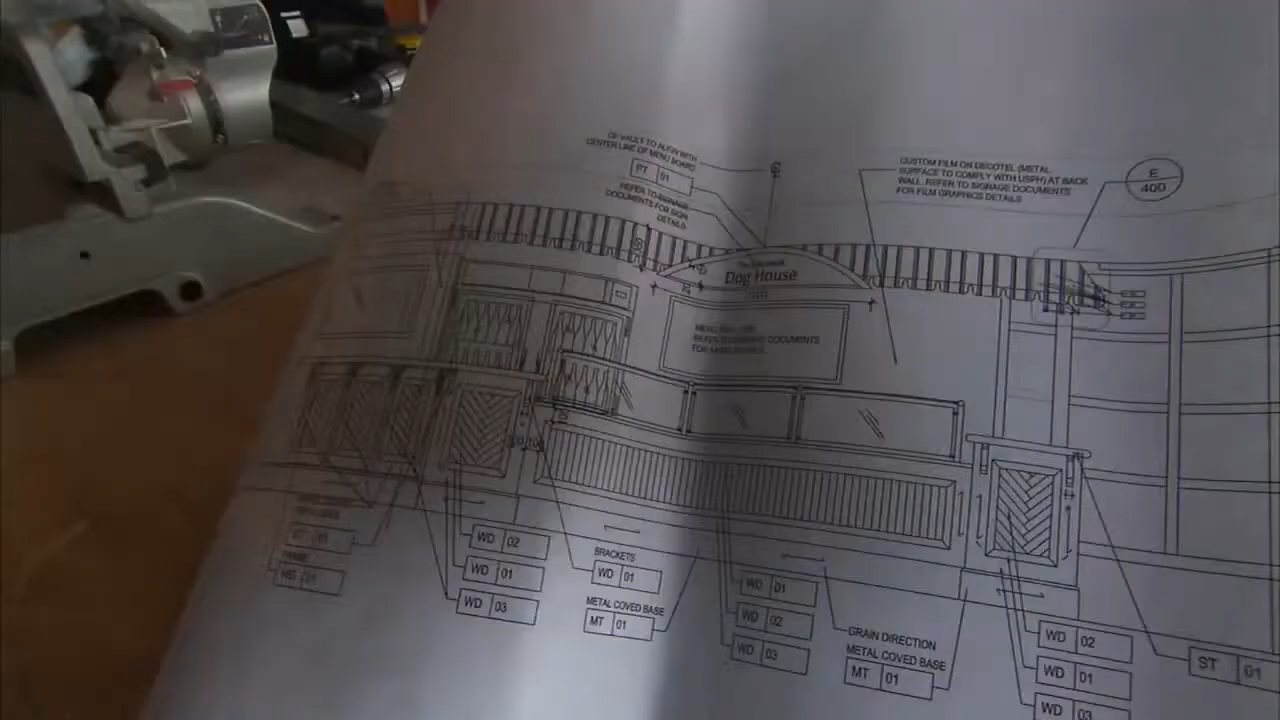 OF VAULT TO ALIGN WITH
CENTER LINE OF MENU BOARD
PT 01
REFER TO SIGNAGE
DOCUMENTS FOR SIGN
DETAILS
CUSTOM FILM ON DECOTEL (METAL
SURFACE TO COMPLY WITH USPH) AT BACK
WALL. REFER TO SIGNAGE DOCUMENTS
FOR FILM GRAPHICS DETAILS
E
400
Dog House
DOCUMENTS
WD 02
WD 01
WD 03
BRACKETS
WD 01
METAL COVED BASE
MT 01
WD 01
WD 02
WD 03
GRAIN DIRECTION
METAL COVED BASE
MT 01
WD 02
WD 01
WD 03
ST 01